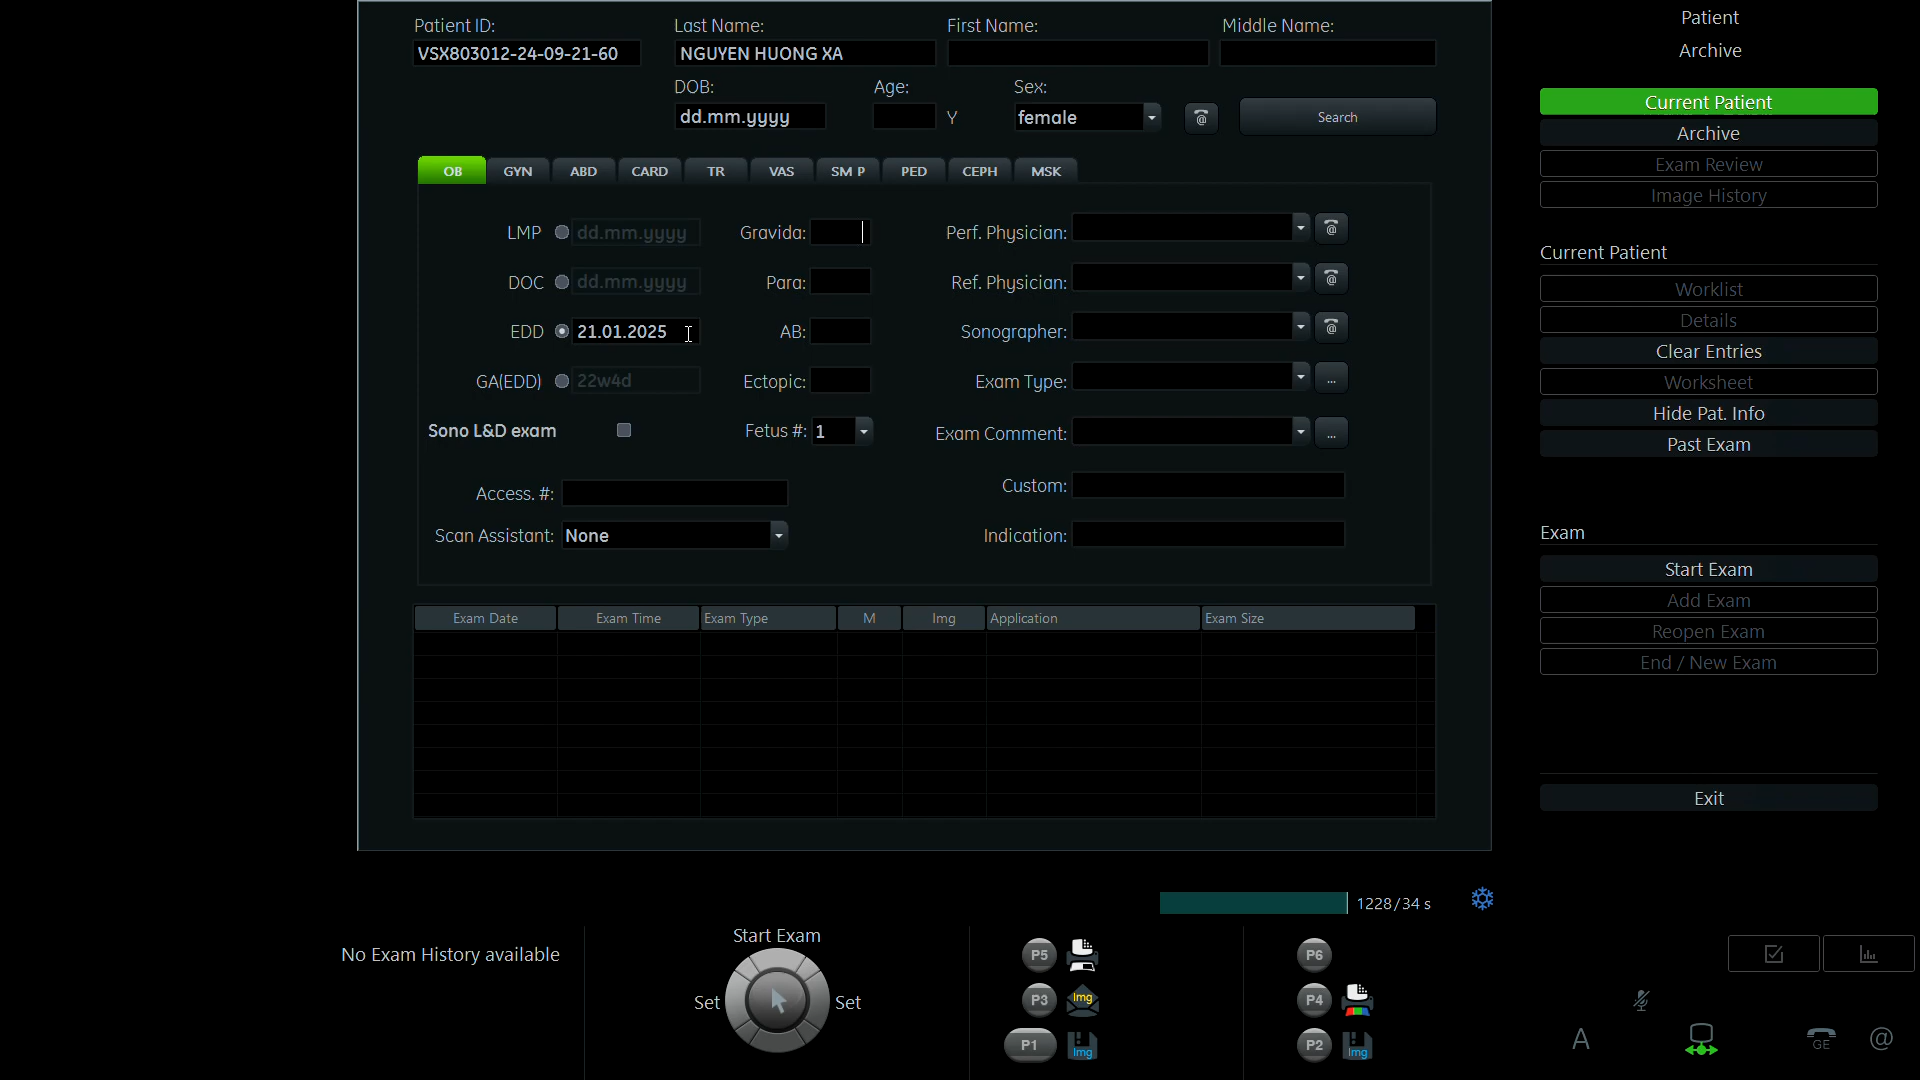 Patient ID: Last Name: First Name: Middle Name:
VSX803012-24-09-21-60 NGUYEN HUONG XA
DOB: Age: Sex:
dd.mm.yyyy Y female @ Search
OB GYN ABD CARD TR VAS SM P PED CEPH MSK
LMP dd.mm.yyyy Gravida: Perf. Physician: @
DOC dd.mm.yyyy Para: Ref. Physician: @
EDD 21.01.2025 AB: Sonographer: @
GA(EDD) 22w4d Ectopic: Exam Type: ...
Sono L&D exam Fetus #: 1 Exam Comment: ...
Access. #: Custom:
Scan Assistant: None Indication:
Exam Date Exam Time Exam Type M Img Application Exam Size
Patient
Archive
Current Patient
Archive
Exam Review
Image History
Current Patient
Worklist
Details
Clear Entries
Worksheet
Hide Pat. Info
Past Exam
Exam
Start Exam
Add Exam
Reopen Exam
End / New Exam
Exit
1228/34 s
No Exam History available
Start Exam
Set Set
P5 P6
P3 Img P4
P1 Img P2 Img
A GE @